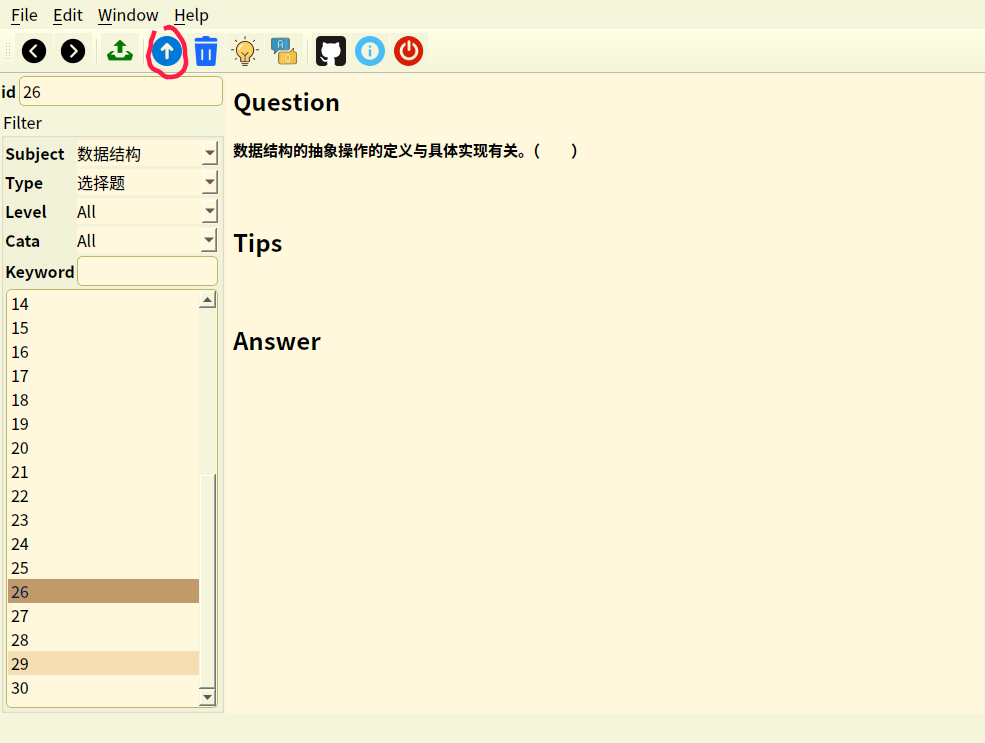 File Edit Window Help
id 26
Filter
Subject 数据结构
Type 选择题
Level All
Cata All
Keyword
14
15
16
17
18
19
20
21
22
23
24
25
26
27
28
29
30
Question
数据结构的抽象操作的定义与具体实现有关。(　　)
Tips
Answer